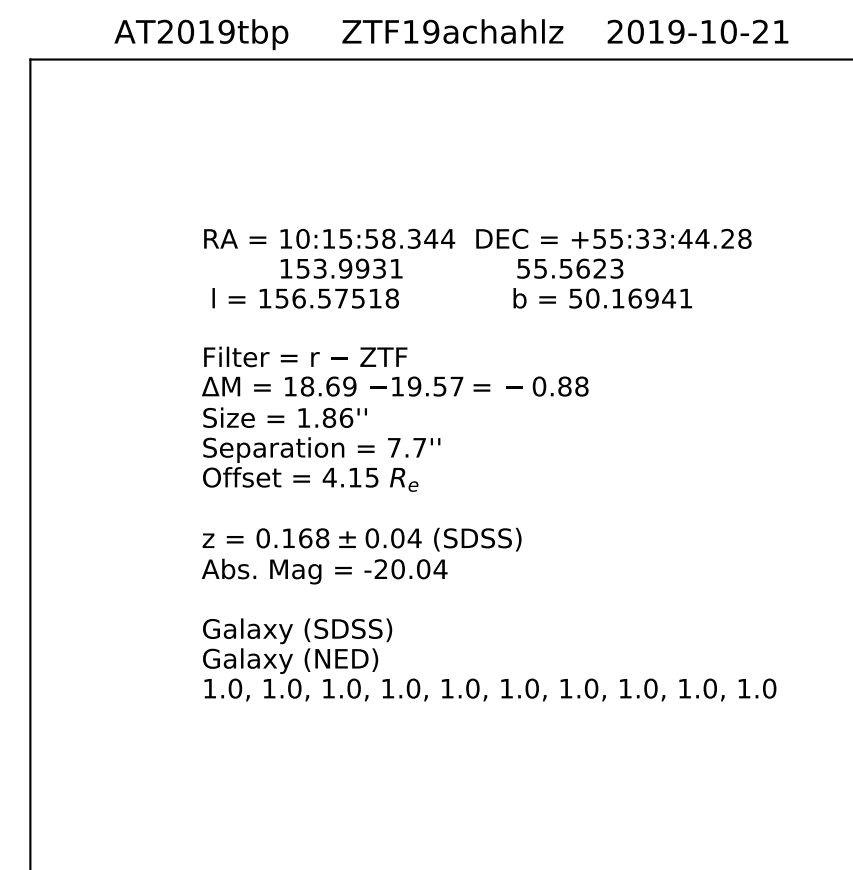 AT2019tbp ZTF19achahlz 2019-10-21
RA = 10:15:58.344 DEC = +55:33:44.28
153.9931 55.5623
l = 156.57518 b = 50.16941
Filter = r − ZTF
ΔM = 18.69 −19.57 = − 0.88
Size = 1.86''
Separation = 7.7''
Offset = 4.15 Rₑ
z = 0.168 ± 0.04 (SDSS)
Abs. Mag = -20.04
Galaxy (SDSS)
Galaxy (NED)
1.0, 1.0, 1.0, 1.0, 1.0, 1.0, 1.0, 1.0, 1.0, 1.0